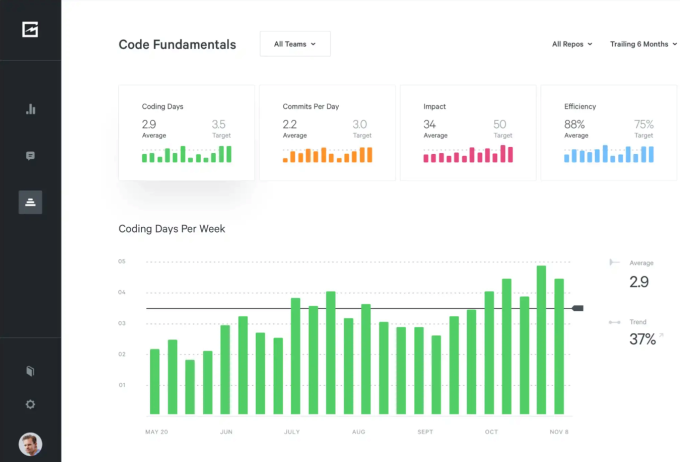 Code Fundamentals
All Teams
All Repos
Trailing 6 Months
Coding Days
2.9
3.5
Average
Target
Commits Per Day
2.2
3.0
Average
Target
Impact
34
50
Average
Target
Efficiency
88%
75%
Average
Target
Coding Days Per Week
05
04
03
02
01
MAY 20
JUN
JULY
AUG
SEPT
OCT
NOV 8
Average
2.9
Trend
37%